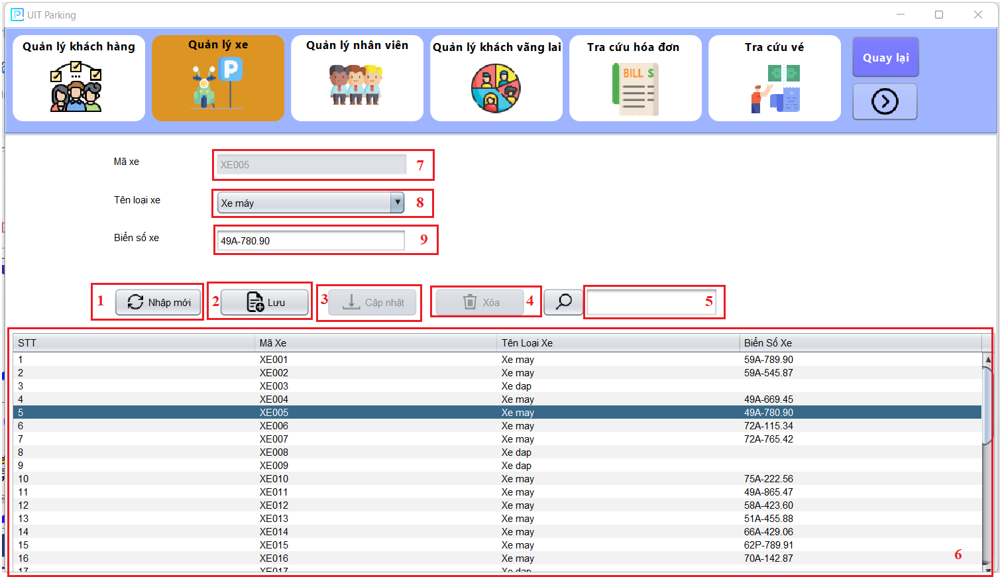 UIT Parking
Quản lý khách hàng
Quản lý xe
Quản lý nhân viên
Quản lý khách vãng lai
Tra cứu hóa đơn
Tra cứu vé
Quay lại
P
BILL $
Mã xe
XE005 7
Tên loại xe
Xe máy 8
Biển số xe
49A-780.90 9
1 Nhập mới
2 Lưu
3 Cập nhật
Xóa 4
5
STT Mã Xe Tên Loại Xe Biển Số Xe
1 XE001 Xe may 59A-789.90
2 XE002 Xe may 59A-545.87
3 XE003 Xe dap
4 XE004 Xe may 49A-669.45
5 XE005 Xe may 49A-780.90
6 XE006 Xe may 72A-115.34
7 XE007 Xe may 72A-765.42
8 XE008 Xe dap
9 XE009 Xe dap
10 XE010 Xe may 75A-222.56
11 XE011 Xe may 49A-865.47
12 XE012 Xe may 58A-423.60
13 XE013 Xe may 51A-455.88
14 XE014 Xe may 66A-429.06
15 XE015 Xe may 62P-789.91
16 XE016 Xe may 70A-142.87
17 XE017 Xe dap
6